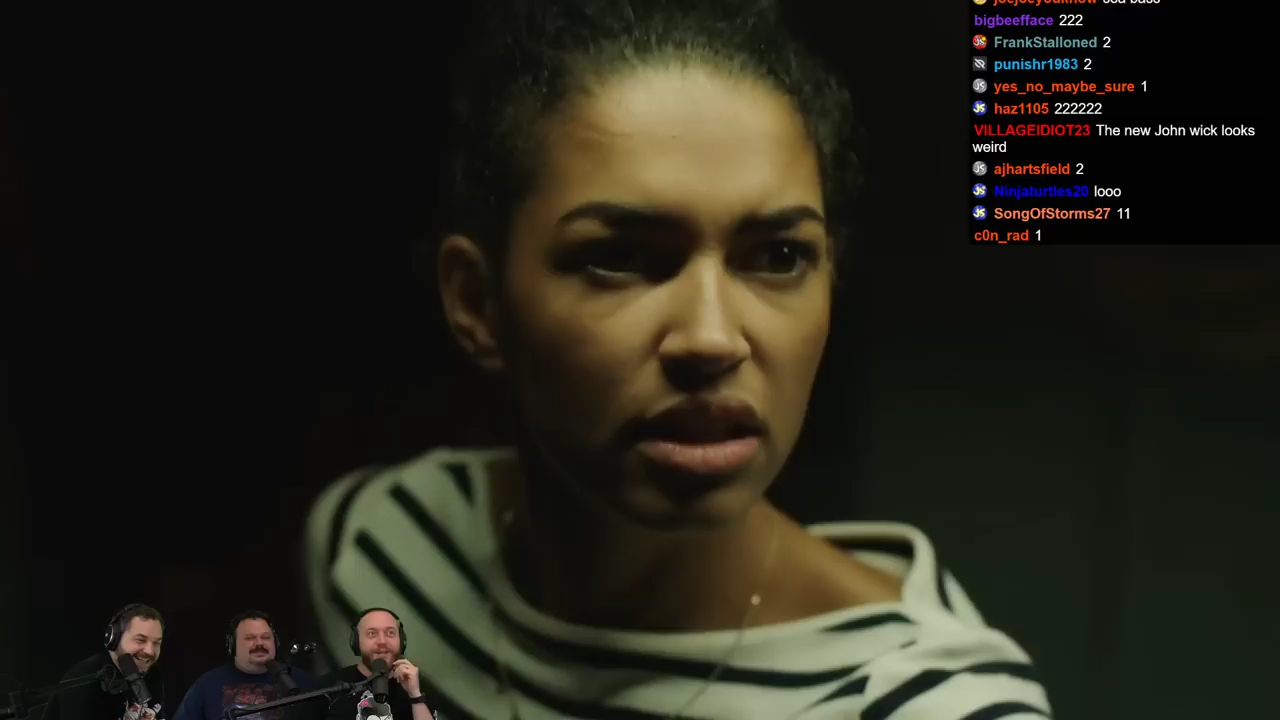 bigbeefface 222
FrankStalloned 2
punishr1983 2
yes_no_maybe_sure 1
haz1105 222222
VILLAGEIDIOT23 The new John wick looks
weird
ajhartsfield 2
Ninjaturtles20 looo
SongOfStorms27 11
c0n_rad 1